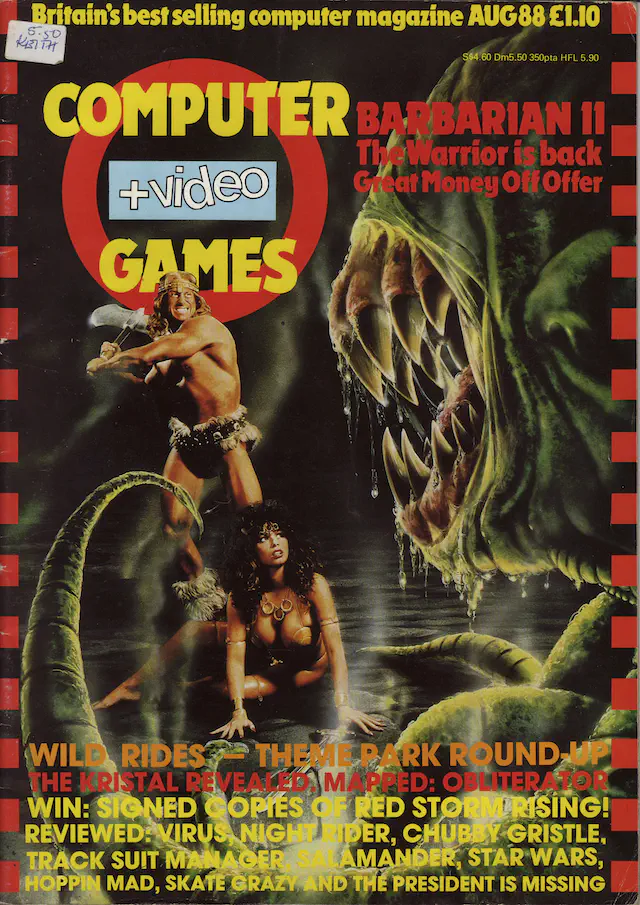 Britain's best selling computer magazine AUG 88 £1.10
5.50
KEITH
S$4.60 Dm5.50 350pta HFL 5.90
COMPUTER
+video
GAMES
BARBARIAN 11
The Warrior is back
Great Money Off Offer
WILD RIDES — THEME PARK ROUND-UP
THE KRISTAL REVEALED. MAPPED: OBLITERATOR
WIN: SIGNED COPIES OF RED STORM RISING!
REVIEWED: VIRUS, NIGHT RIDER, CHUBBY GRISTLE,
TRACK SUIT MANAGER, SALAMANDER, STAR WARS,
HOPPIN MAD, SKATE CRAZY AND THE PRESIDENT IS MISSING